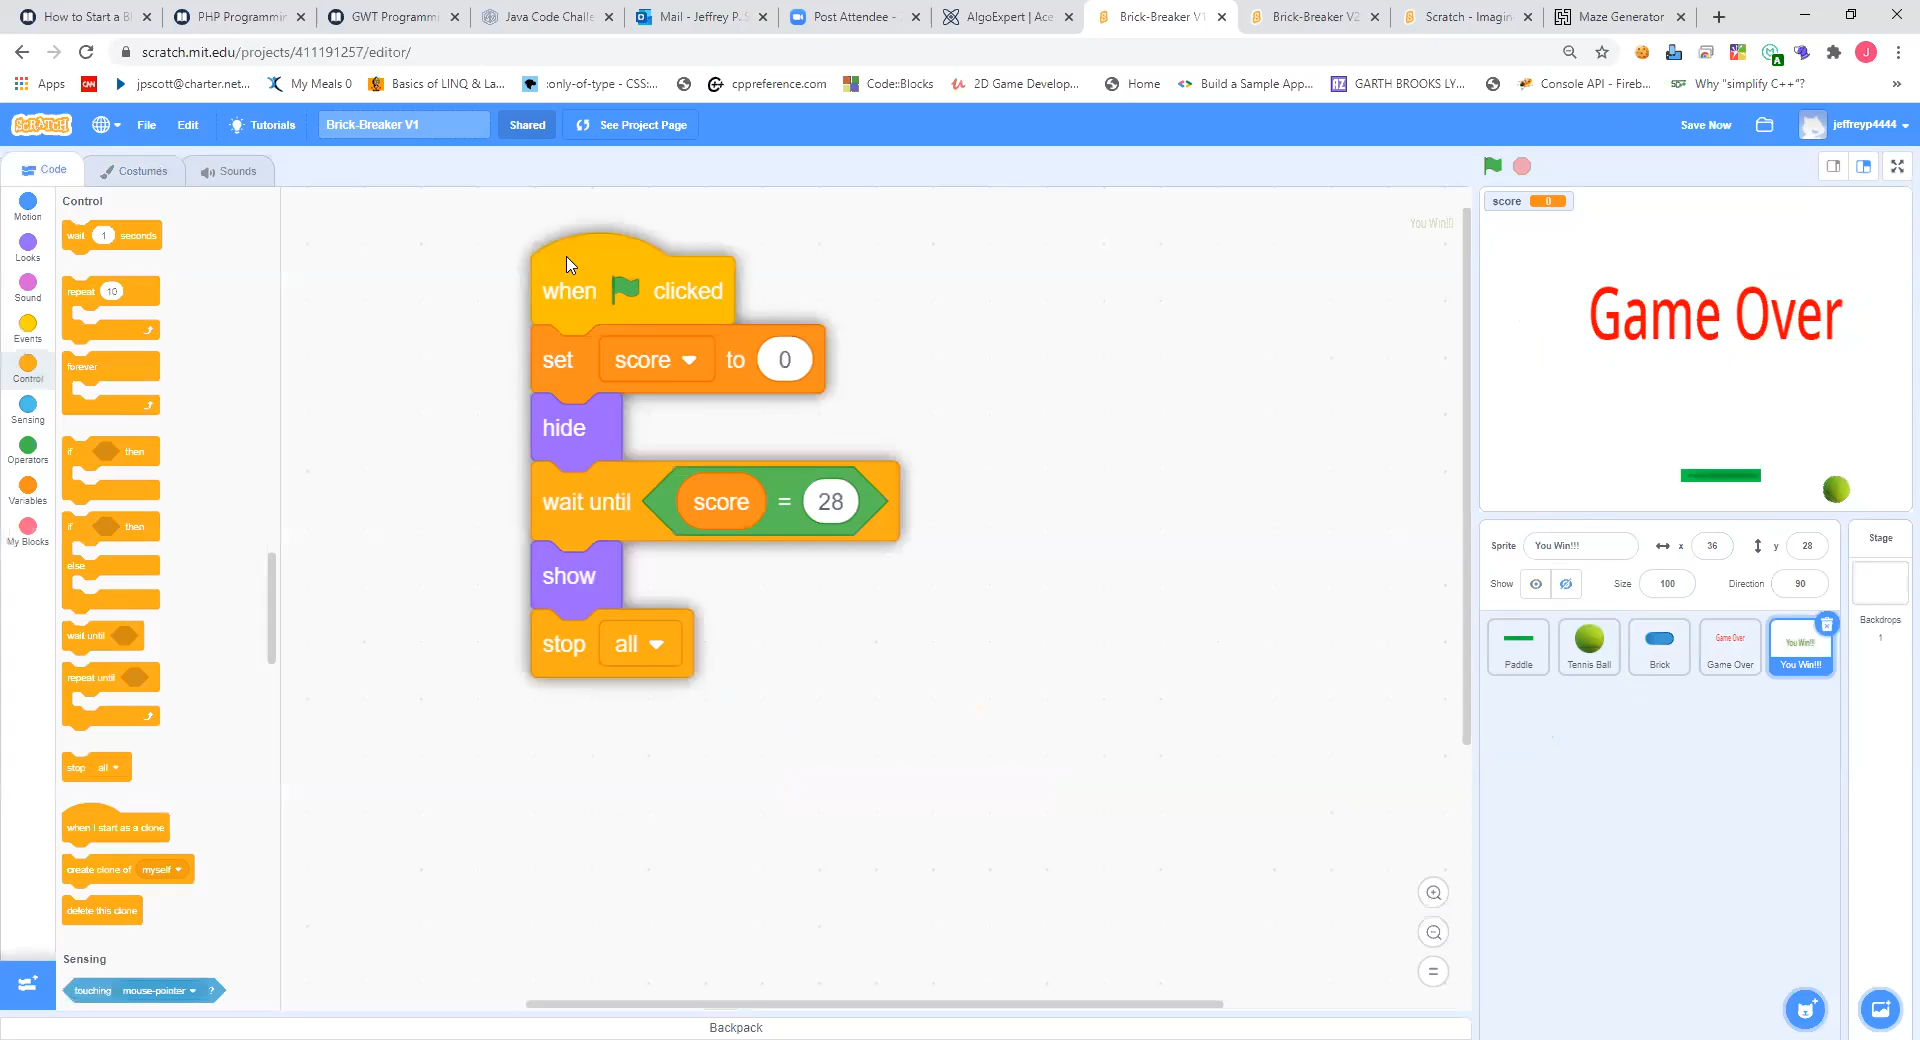 How to Start a B
PHP Programmin
GWT Programmi
Java Code Challe
Mail - Jeffrey P. S
Post Attendee -
AlgoExpert | Ace
Brick-Breaker V1
Brick-Breaker V2
Scratch - Imagin
Maze Generator
scratch.mit.edu/projects/411191257/editor/
Apps
CNN
jpscott@charter.net...
My Meals 0
Basics of LINQ & La...
:only-of-type - CSS:...
cppreference.com
Code::Blocks
2D Game Develop...
Home
Build a Sample App...
GARTH BROOKS LY...
Console API - Fireb...
Why "simplify C++"?
SCRATCH
File
Edit
Tutorials
Brick-Breaker V1
Shared
See Project Page
Save Now
jeffreyp4444
Code
Costumes
Sounds
Motion
Looks
Sound
Events
Control
Sensing
Operators
Variables
My Blocks
Control
wait 1 seconds
repeat 10
forever
if then
if then
else
wait until
repeat until
stop all
when I start as a clone
create clone of myself
delete this clone
Sensing
touching mouse-pointer ?
when clicked
set score to 0
hide
wait until score = 28
show
stop all
You Win!!!
Backpack
score 0
Game Over
Sprite You Win!!! x 36 y 28
Show Size 100 Direction 90
Paddle
Tennis Ball
Brick
Game Over
Game Over
You Win!!!
You Win!!!
Stage
Backdrops
1